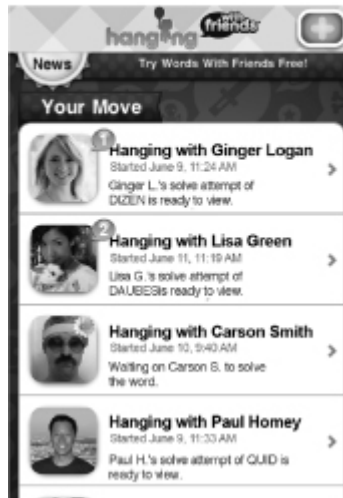 hanging with friends
News
Try Words With Friends Free!
Your Move
1
Hanging with Ginger Logan
Started June 9, 11:24 AM
Ginger L.'s solve attempt of
DIZEN is ready to view.
2
Hanging with Lisa Green
Started June 11, 11:19 AM
Lisa G.'s solve attempt of
DAUBESis ready to view.
Hanging with Carson Smith
Started June 10, 9:40 AM
Waiting on Carson S. to solve
the word.
Hanging with Paul Homey
Started June 9, 11:33 AM
Paul H.'s solve attempt of QUID is
ready to view.